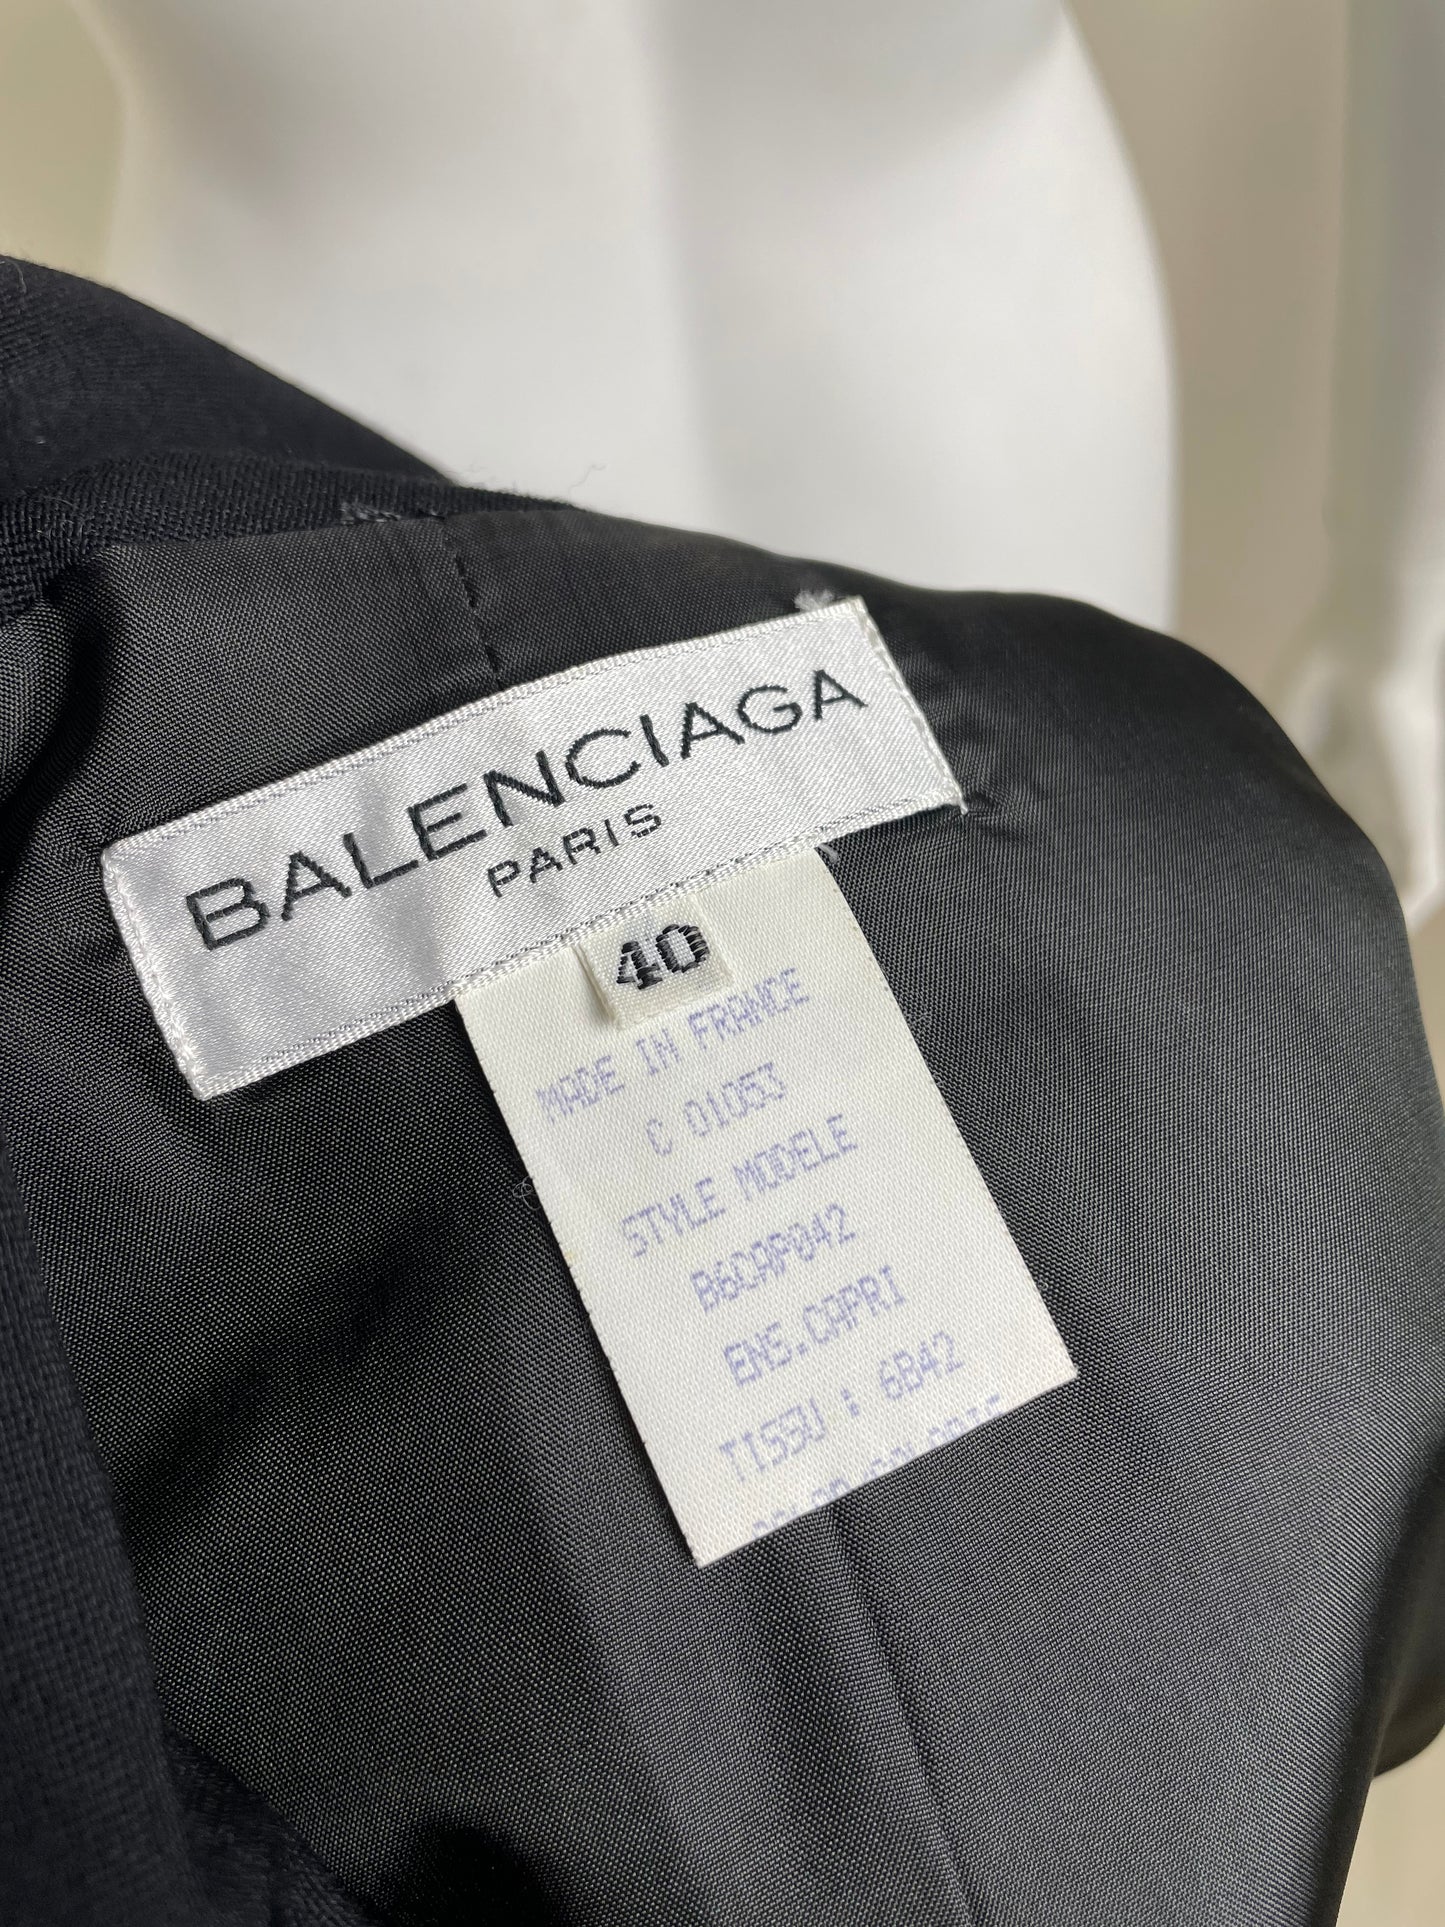 BALENCIAGA
PARIS
40
MADE IN FRANCE
C 01053
STYLE MODELE
B6CAP042
ENS.CAPRI
TISSU : 6B42